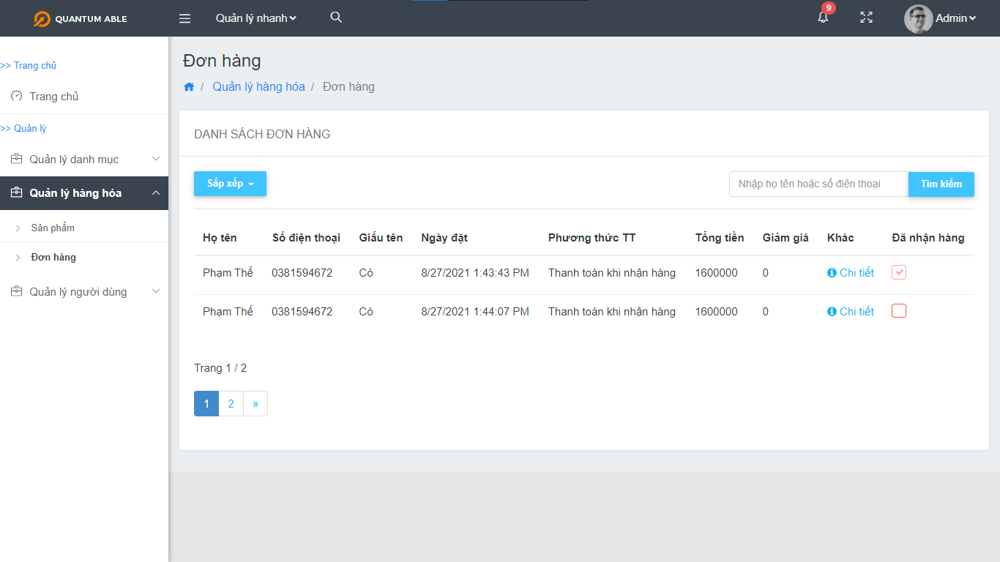 QUANTUM ABLE
Quản lý nhanh
9
Admin
>> Trang chủ
Trang chủ
>> Quản lý
Quản lý danh mục
Quản lý hàng hóa
Sản phẩm
Đơn hàng
Quản lý người dùng
Đơn hàng
/ Quản lý hàng hóa / Đơn hàng
DANH SÁCH ĐƠN HÀNG
Sắp xếp
Nhập họ tên hoặc số điện thoại
Tìm kiếm
Họ tên Số điện thoại Giấu tên Ngày đặt Phương thức TT Tổng tiền Giảm giá Khác Đã nhận hàng
Phạm Thế 0381594672 Có 8/27/2021 1:43:43 PM Thanh toán khi nhận hàng 1600000 0 Chi tiết
Phạm Thế 0381594672 Có 8/27/2021 1:44:07 PM Thanh toán khi nhận hàng 1600000 0 Chi tiết
Trang 1 / 2
1 2 »